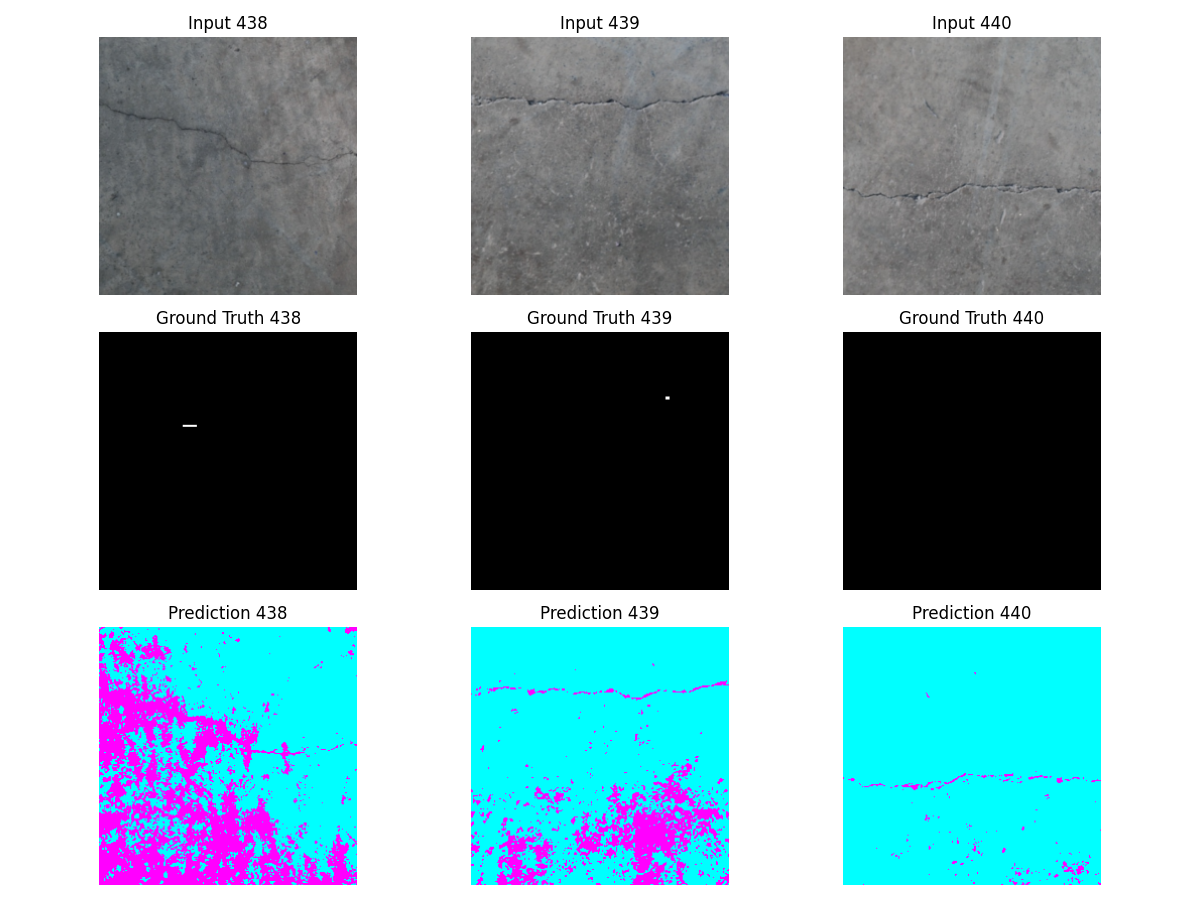 Input 438
Input 439
Input 440
Ground Truth 438
Ground Truth 439
Ground Truth 440
Prediction 438
Prediction 439
Prediction 440